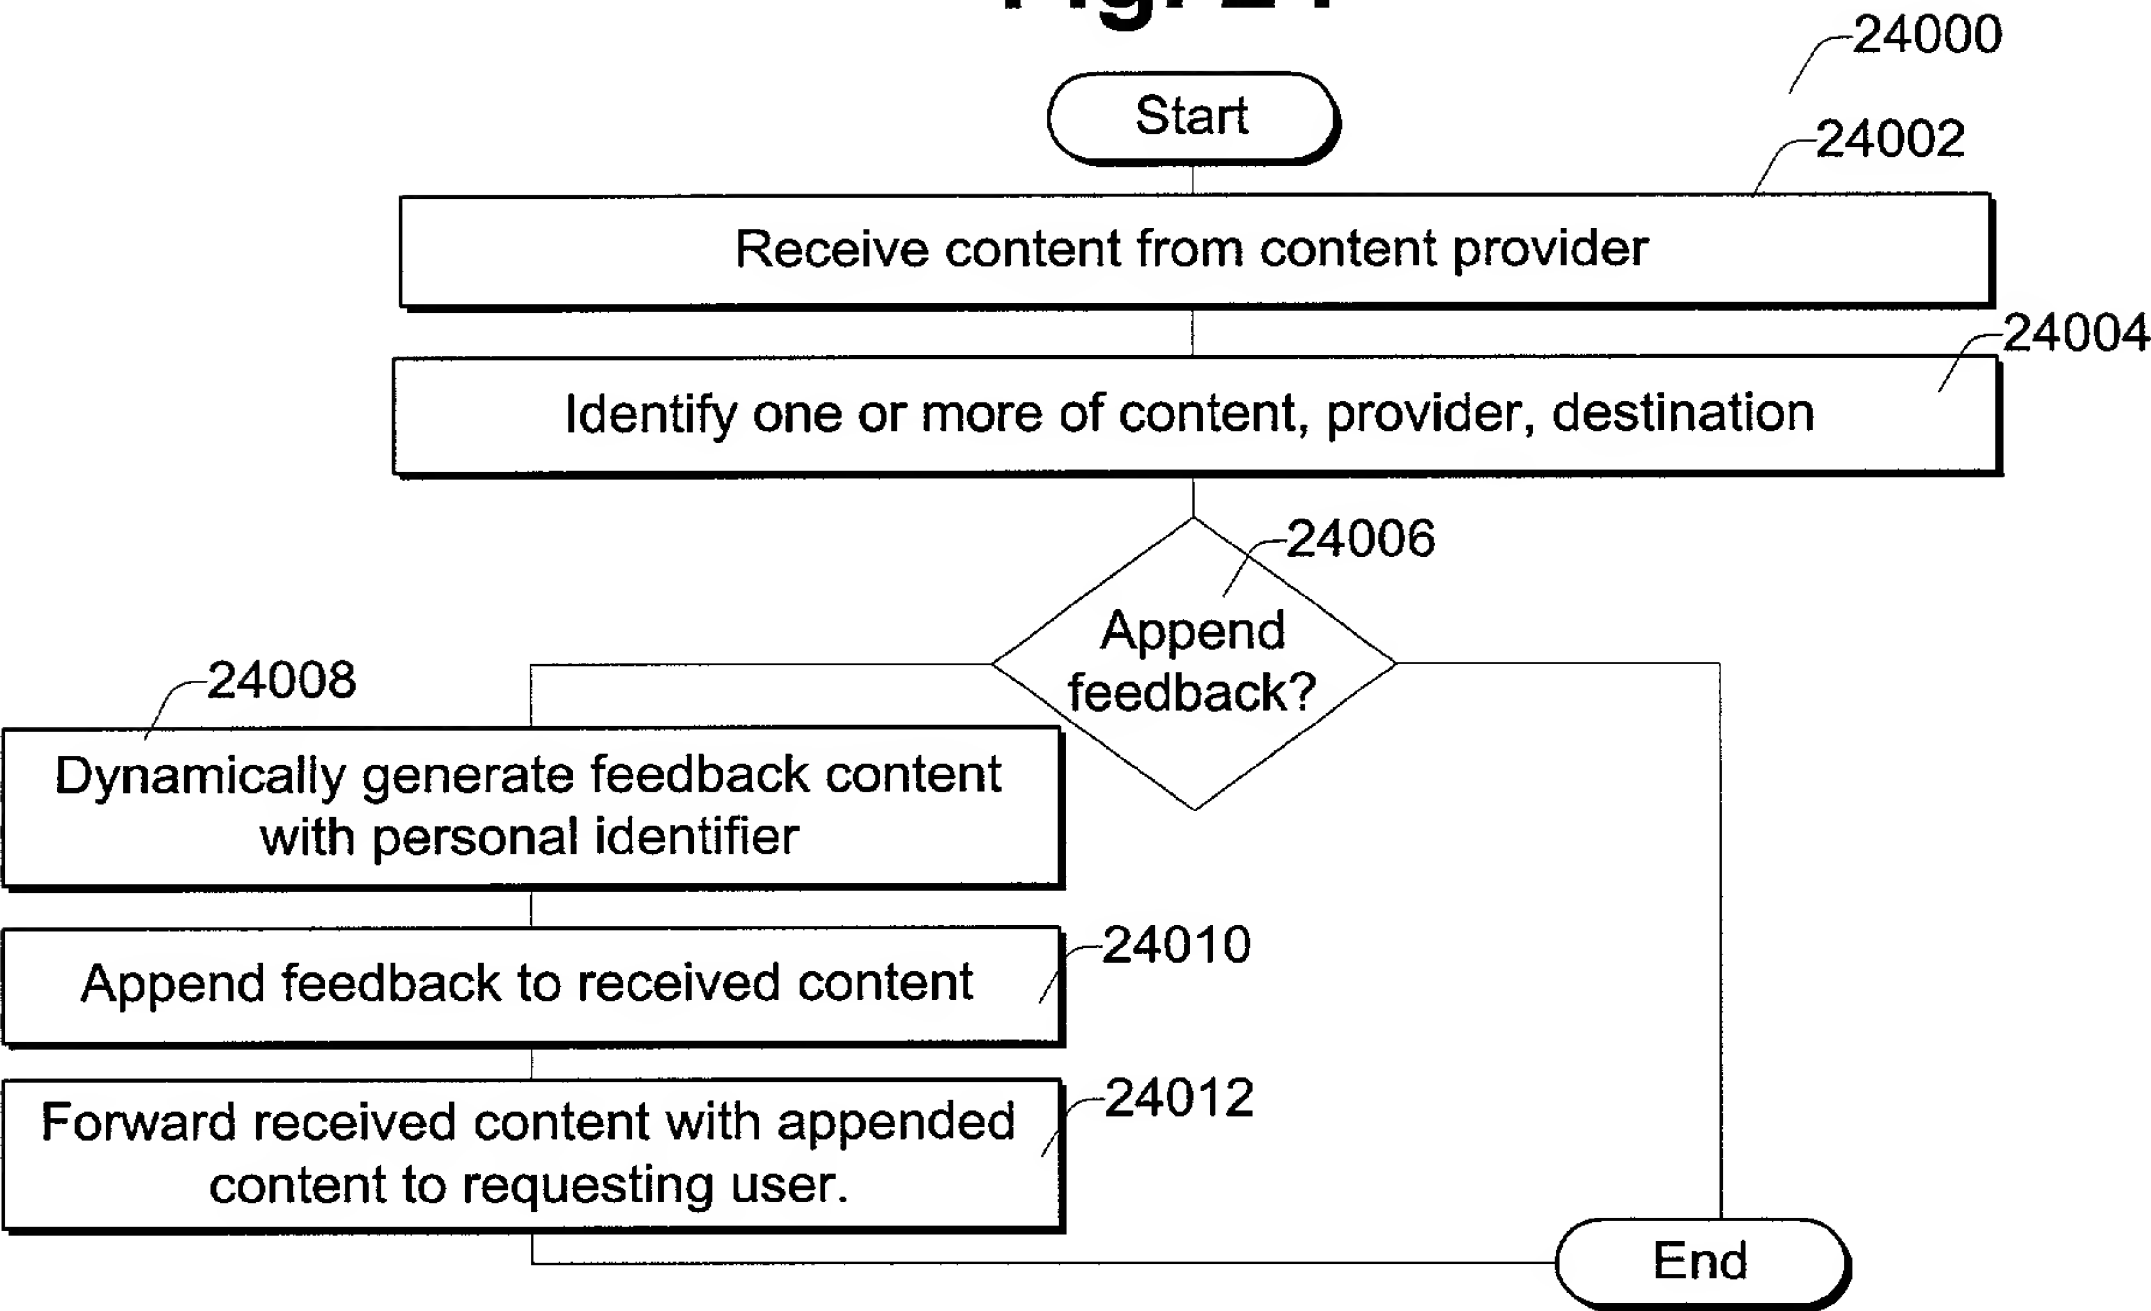 24000
Start
24002
Receive content from content provider
24004
Identify one or more of content, provider, destination
24006
Append
feedback?
24008
Dynamically generate feedback content
with personal identifier
24010
Append feedback to received content
24012
Forward received content with appended
content to requesting user.
End